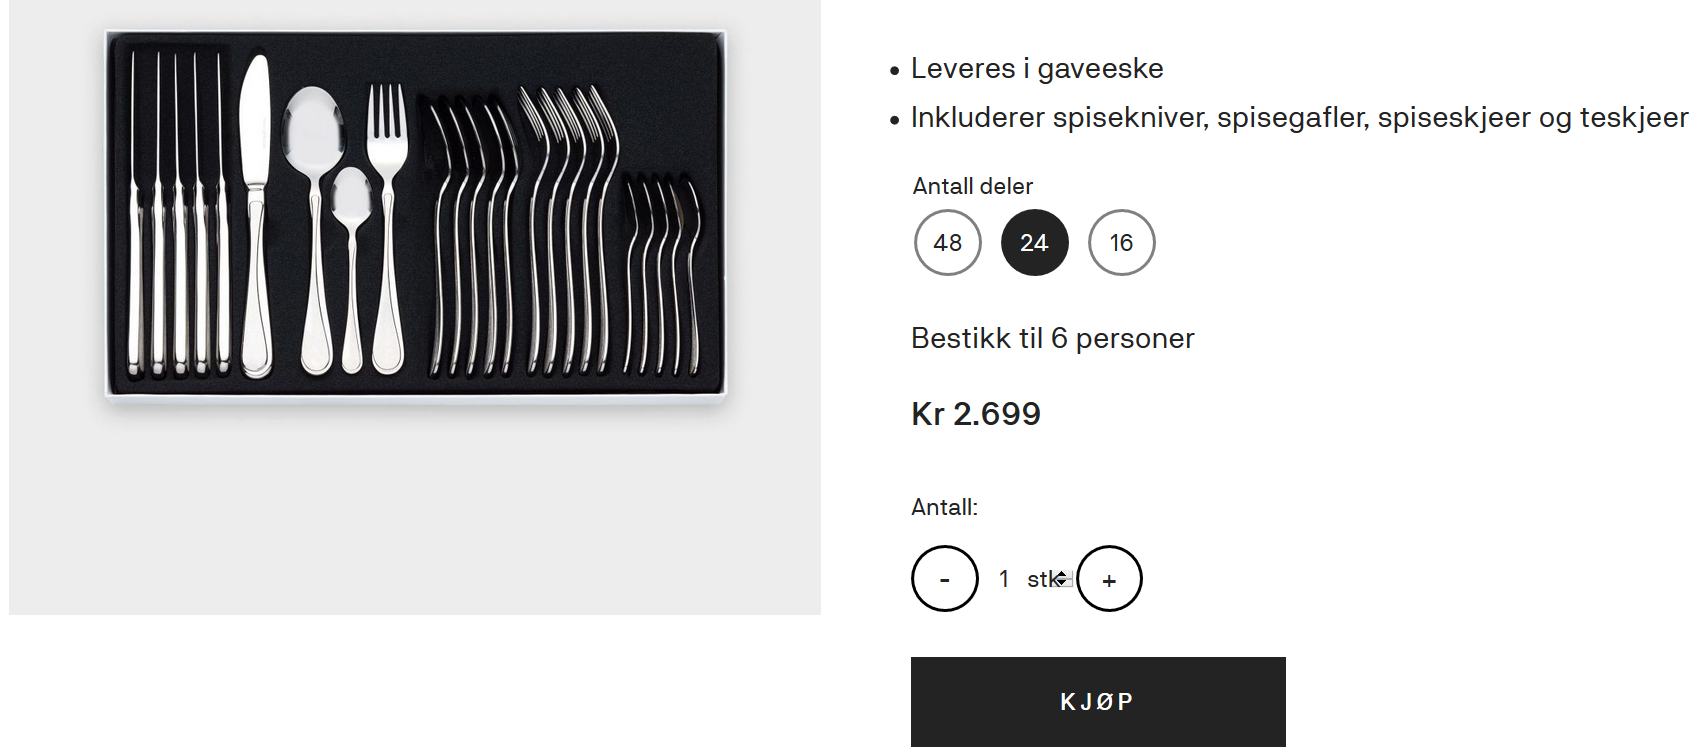 Leveres i gaveeske
Inkluderer spisekniver, spisegafler, spiseskjeer og teskjeer
Antall deler
48 24 16
Bestikk til 6 personer
Kr 2.699
Antall:
- 1 stk +
KJØP